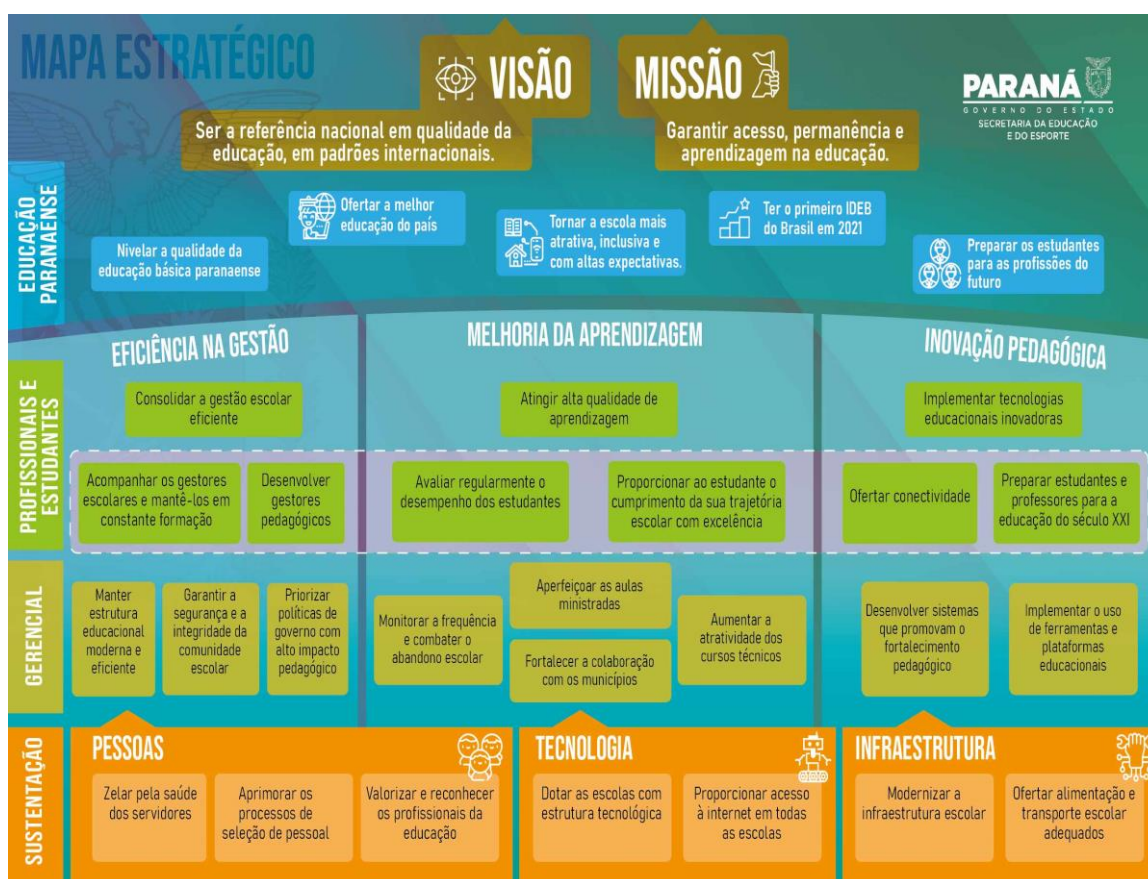 MAPA ESTRATÉGICO
VISÃO
Ser a referência nacional em qualidade da
educação, em padrões internacionais.
MISSÃO
Garantir acesso, permanência e
aprendizagem na educação.
PARANÁ
GOVERNO DO ESTADO
SECRETARIA DA EDUCAÇÃO
E DO ESPORTE
EDUCAÇÃO
PARANAENSE
Nivelar a qualidade da
educação básica paranaense
Ofertar a melhor
educação do país
Tornar a escola mais
atrativa, inclusiva e
com altas expectativas.
Ter o primeiro IDEB
do Brasil em 2021
Preparar os estudantes
para as profissões do
futuro
EFICIÊNCIA NA GESTÃO
MELHORIA DA APRENDIZAGEM
INOVAÇÃO PEDAGÓGICA
PROFISSIONAIS E
ESTUDANTES
Consolidar a gestão escolar
eficiente
Atingir alta qualidade de
aprendizagem
Implementar tecnologias
educacionais inovadoras
Acompanhar os gestores
escolares e mantê-los em
constante formação
Desenvolver
gestores
pedagógicos
Avaliar regularmente o
desempenho dos estudantes
Proporcionar ao estudante o
cumprimento da sua trajetória
escolar com excelência
Ofertar conectividade
Preparar estudantes e
professores para a
educação do século XXI
GERENCIAL
Manter
estrutura
educacional
moderna e
eficiente
Garantir a
segurança e a
integridade da
comunidade
escolar
Priorizar
políticas de
governo com
alto impacto
pedagógico
Monitorar a frequência
e combater o
abandono escolar
Aperfeiçoar as aulas
ministradas
Fortalecer a colaboração
com os municípios
Aumentar a
atratividade dos
cursos técnicos
Desenvolver sistemas
que promovam o
fortalecimento
pedagógico
Implementar o uso
de ferramentas e
plataformas
educacionais
SUSTENTAÇÃO
PESSOAS
Zelar pela saúde
dos servidores
Aprimorar os
processos de
seleção de pessoal
Valorizar e reconhecer
os profissionais da
educação
TECNOLOGIA
Dotar as escolas com
estrutura tecnológica
Proporcionar acesso
à internet em todas
as escolas
INFRAESTRUTURA
Modernizar a
infraestrutura escolar
Ofertar alimentação e
transporte escolar
adequados